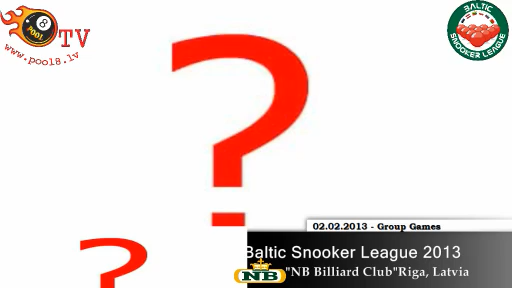 8
POOL
TV
www.pool8.lv
BALTIC
SNOOKER LEAGUE
?
?
02.02.2013 - Group Games
Baltic Snooker League 2013
NB
"NB Billiard Club"Riga, Latvia